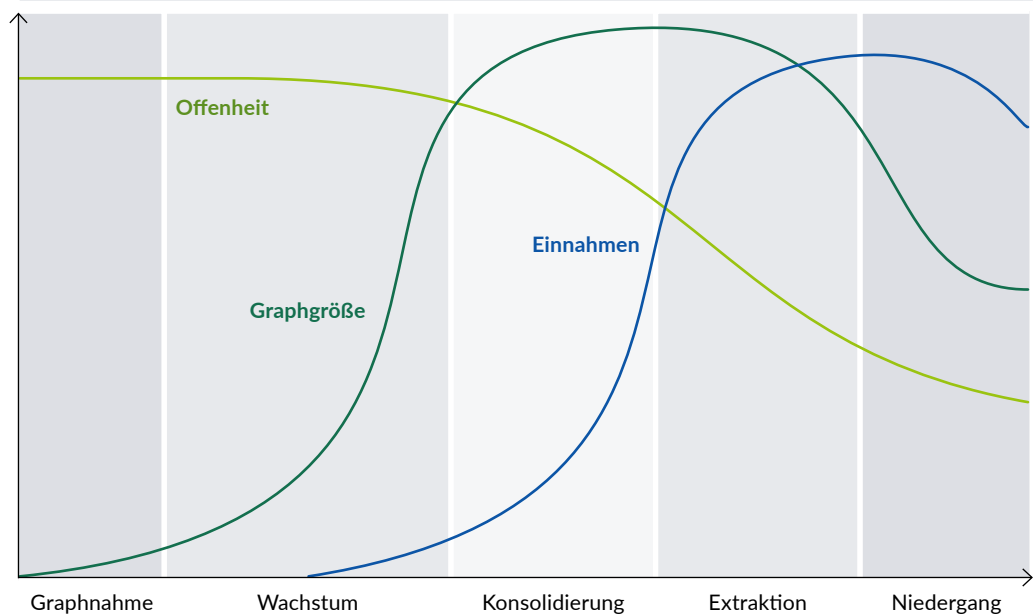 Offenheit
Einnahmen
Graphgröße
Graphnahme Wachstum Konsolidierung Extraktion Niedergang